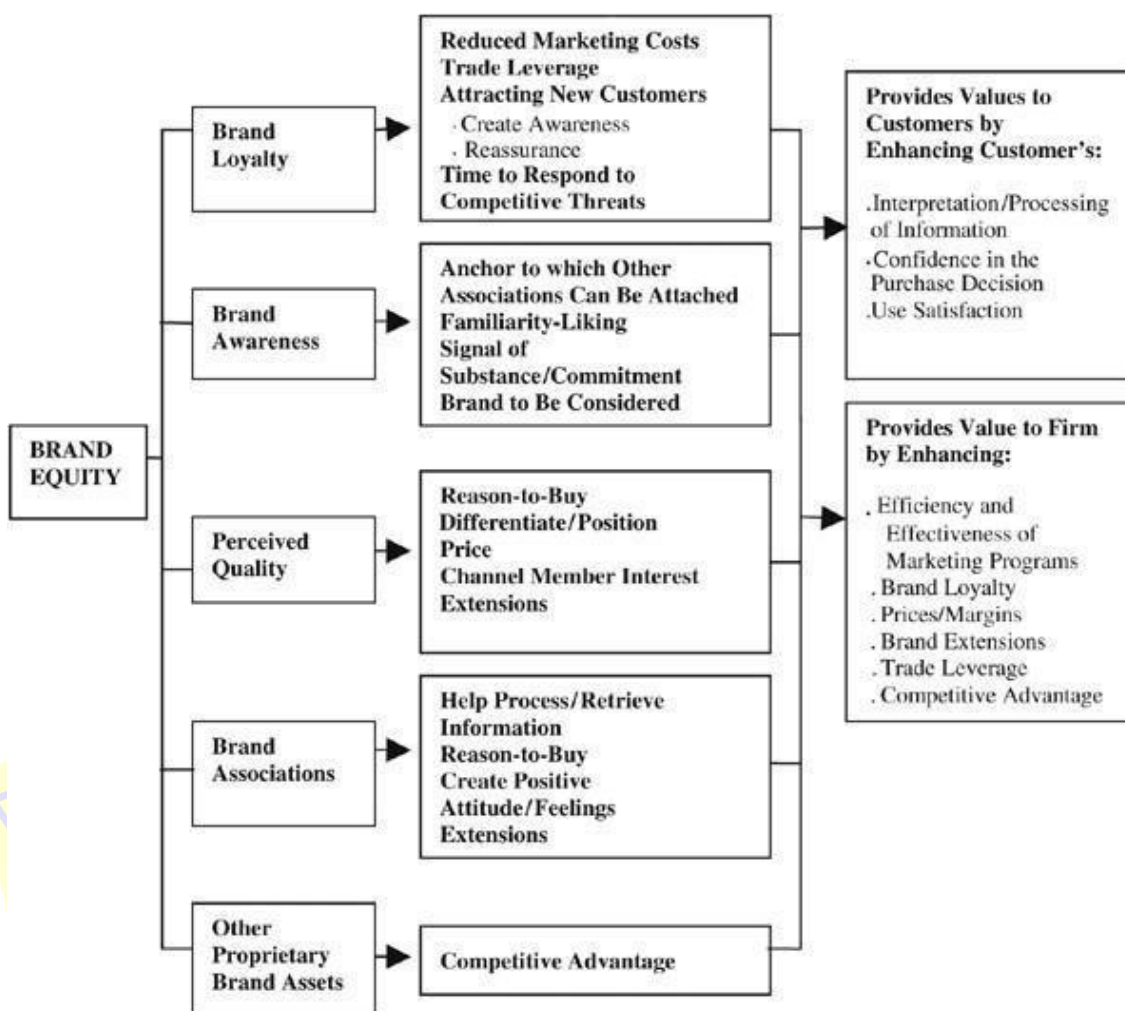 BRAND
EQUITY
Brand
Loyalty
Reduced Marketing Costs
Trade Leverage
Attracting New Customers
. Create Awareness
. Reassurance
Time to Respond to
Competitive Threats
Brand
Awareness
Anchor to which Other
Associations Can Be Attached
Familiarity-Liking
Signal of
Substance/Commitment
Brand to Be Considered
Perceived
Quality
Reason-to-Buy
Differentiate/Position
Price
Channel Member Interest
Extensions
Brand
Associations
Help Process/Retrieve
Information
Reason-to-Buy
Create Positive
Attitude/Feelings
Extensions
Other
Proprietary
Brand Assets
Competitive Advantage
Provides Values to
Customers by
Enhancing Customer's:
.Interpretation/Processing
of Information
.Confidence in the
Purchase Decision
.Use Satisfaction
Provides Value to Firm
by Enhancing:
. Efficiency and
Effectiveness of
Marketing Programs
. Brand Loyalty
. Prices/Margins
. Brand Extensions
. Trade Leverage
. Competitive Advantage